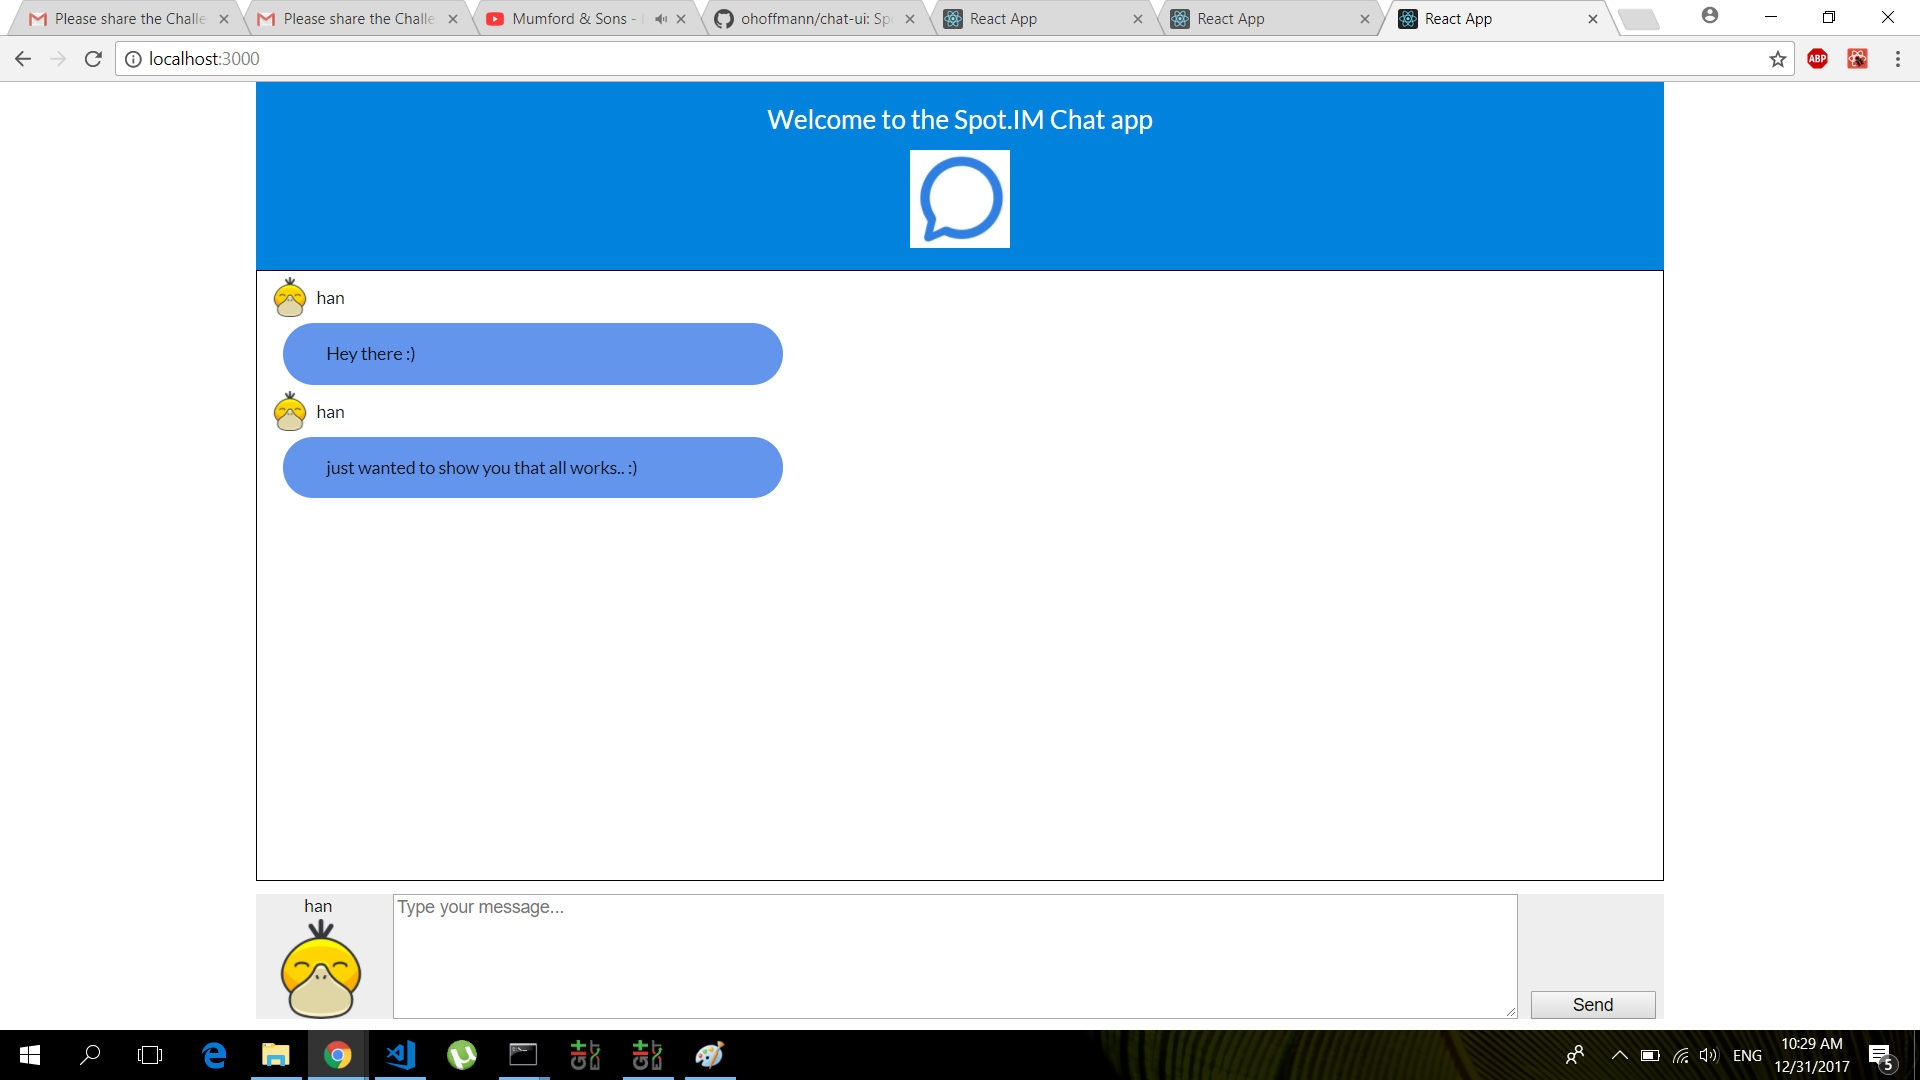 Please share the Challe
Please share the Challe
Mumford & Sons -
ohoffmann/chat-ui: Spo
React App
React App
React App
localhost:3000
ABP
Welcome to the Spot.IM Chat app
han
Hey there :)
han
just wanted to show you that all works.. :)
han
Type your message...
Send
ENG
10:29 AM
12/31/2017
5